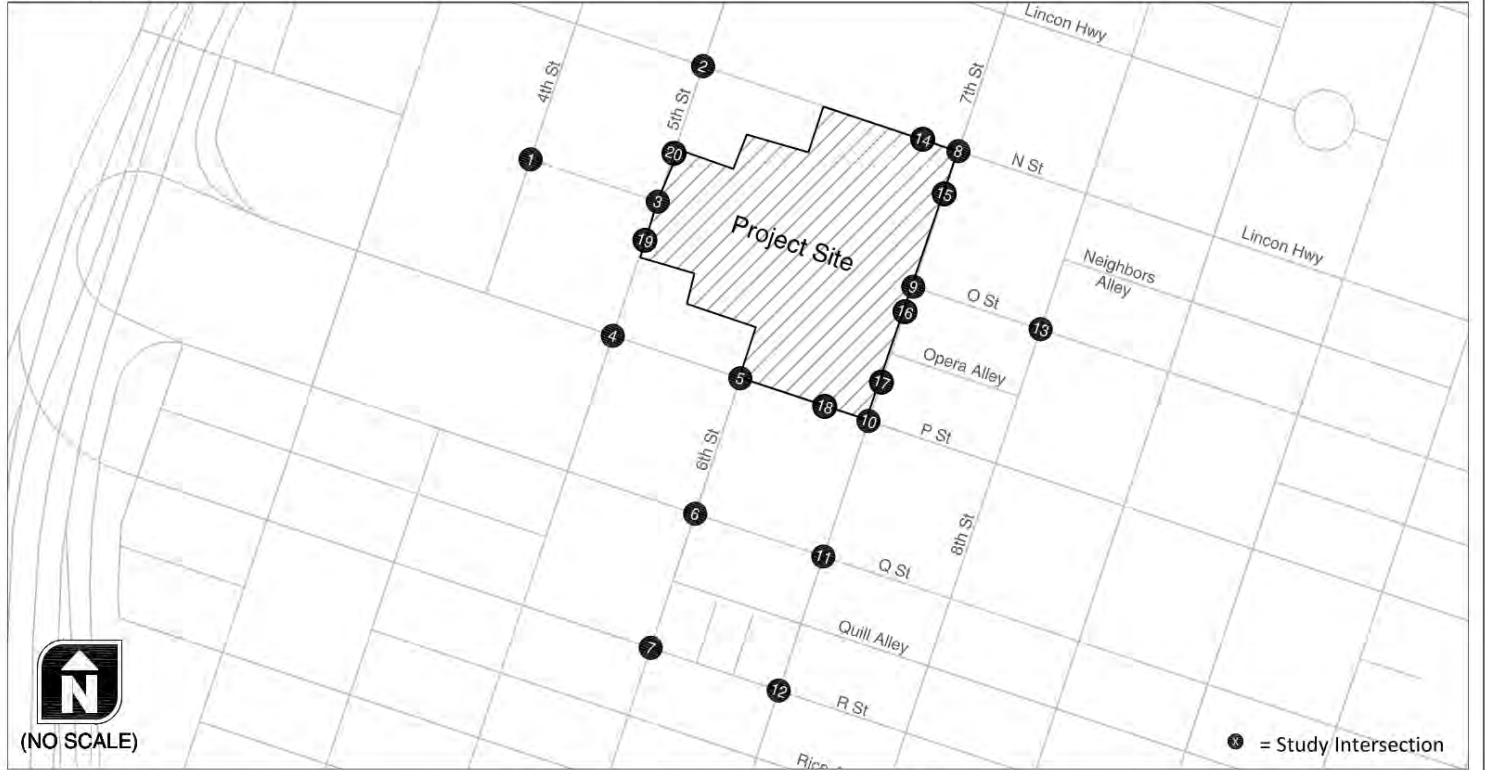 Lincon Hwy
4th St
5th St
7th St
2
14
8
20
1
N St
15
3
Project Site
19
Lincon Hwy
Neighbors
Alley
9
O St
16
13
4
Opera Alley
5
17
18
10
P St
6th St
6
8th St
11
Q St
Quill Alley
7
12
R St
N
(NO SCALE)
x = Study Intersection